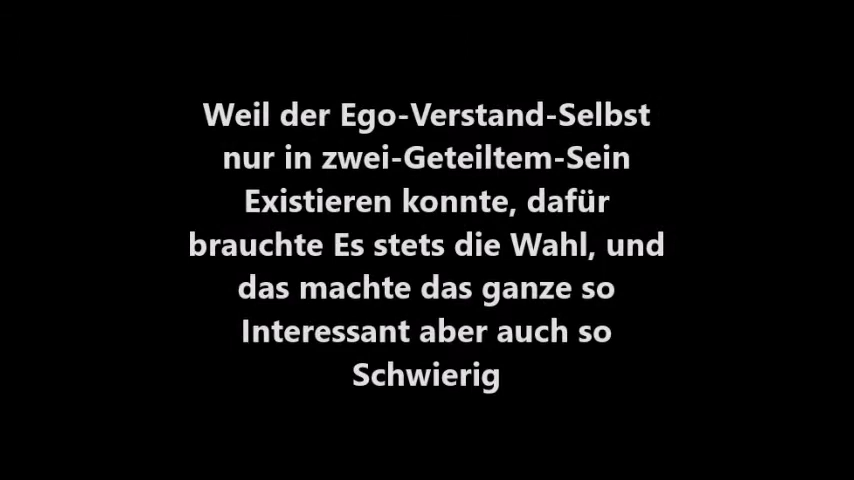 Weil der Ego-Verstand-Selbst
nur in zwei-Geteiltem-Sein
Existieren konnte, dafür
brauchte Es stets die Wahl, und
das machte das ganze so
Interessant aber auch so
Schwierig